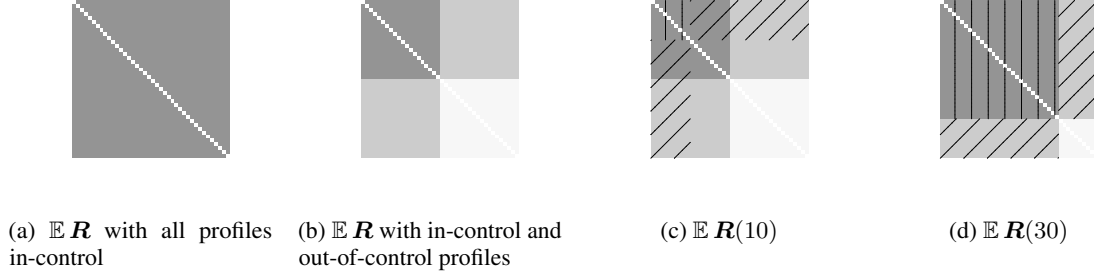 (a) 𝔼 R with all profiles in-control
(b) 𝔼 R with in-control and out-of-control profiles
(c) 𝔼 R(10)
(d) 𝔼 R(30)